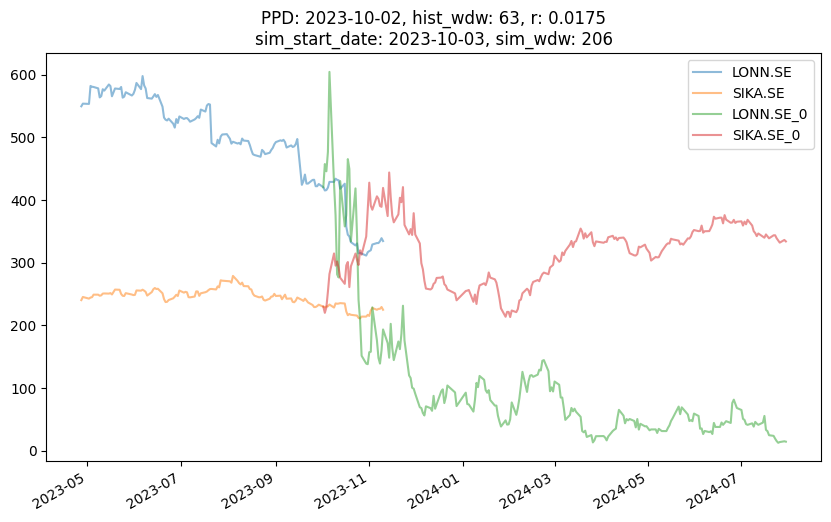 PPD: 2023-10-02, hist_wdw: 63, r: 0.0175
sim_start_date: 2023-10-03, sim_wdw: 206
LONN.SE
SIKA.SE
LONN.SE_0
SIKA.SE_0
600
500
400
300
200
100
0
2023-05
2023-07
2023-09
2023-11
2024-01
2024-03
2024-05
2024-07